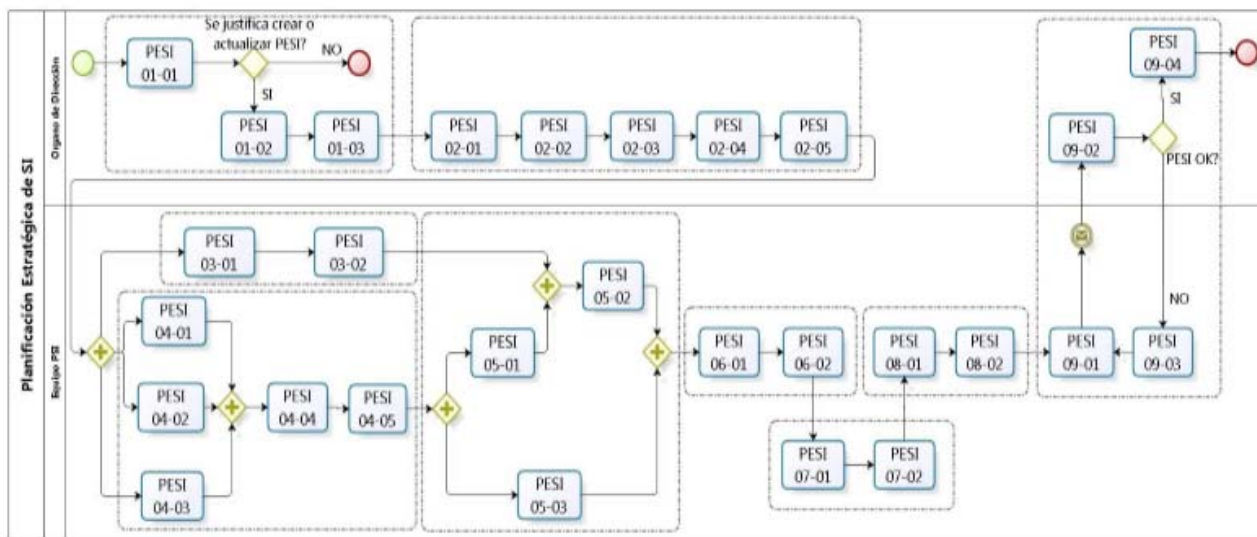 Planificación Estratégica de SI
Organo de Dirección
PESI
01-01
Se justifica crear o
actualizar PESI?
NO
SI
PESI
01-02
PESI
01-03
PESI
02-01
PESI
02-02
PESI
02-03
PESI
02-04
PESI
02-05
PESI
09-02
PESI
09-04
SI
PESI OK?
NO
Equipo PSI
PESI
03-01
PESI
03-02
PESI
04-01
PESI
04-02
PESI
04-03
PESI
04-04
PESI
04-05
PESI
05-01
PESI
05-02
PESI
05-03
PESI
06-01
PESI
06-02
PESI
07-01
PESI
07-02
PESI
08-01
PESI
08-02
PESI
09-01
PESI
09-03